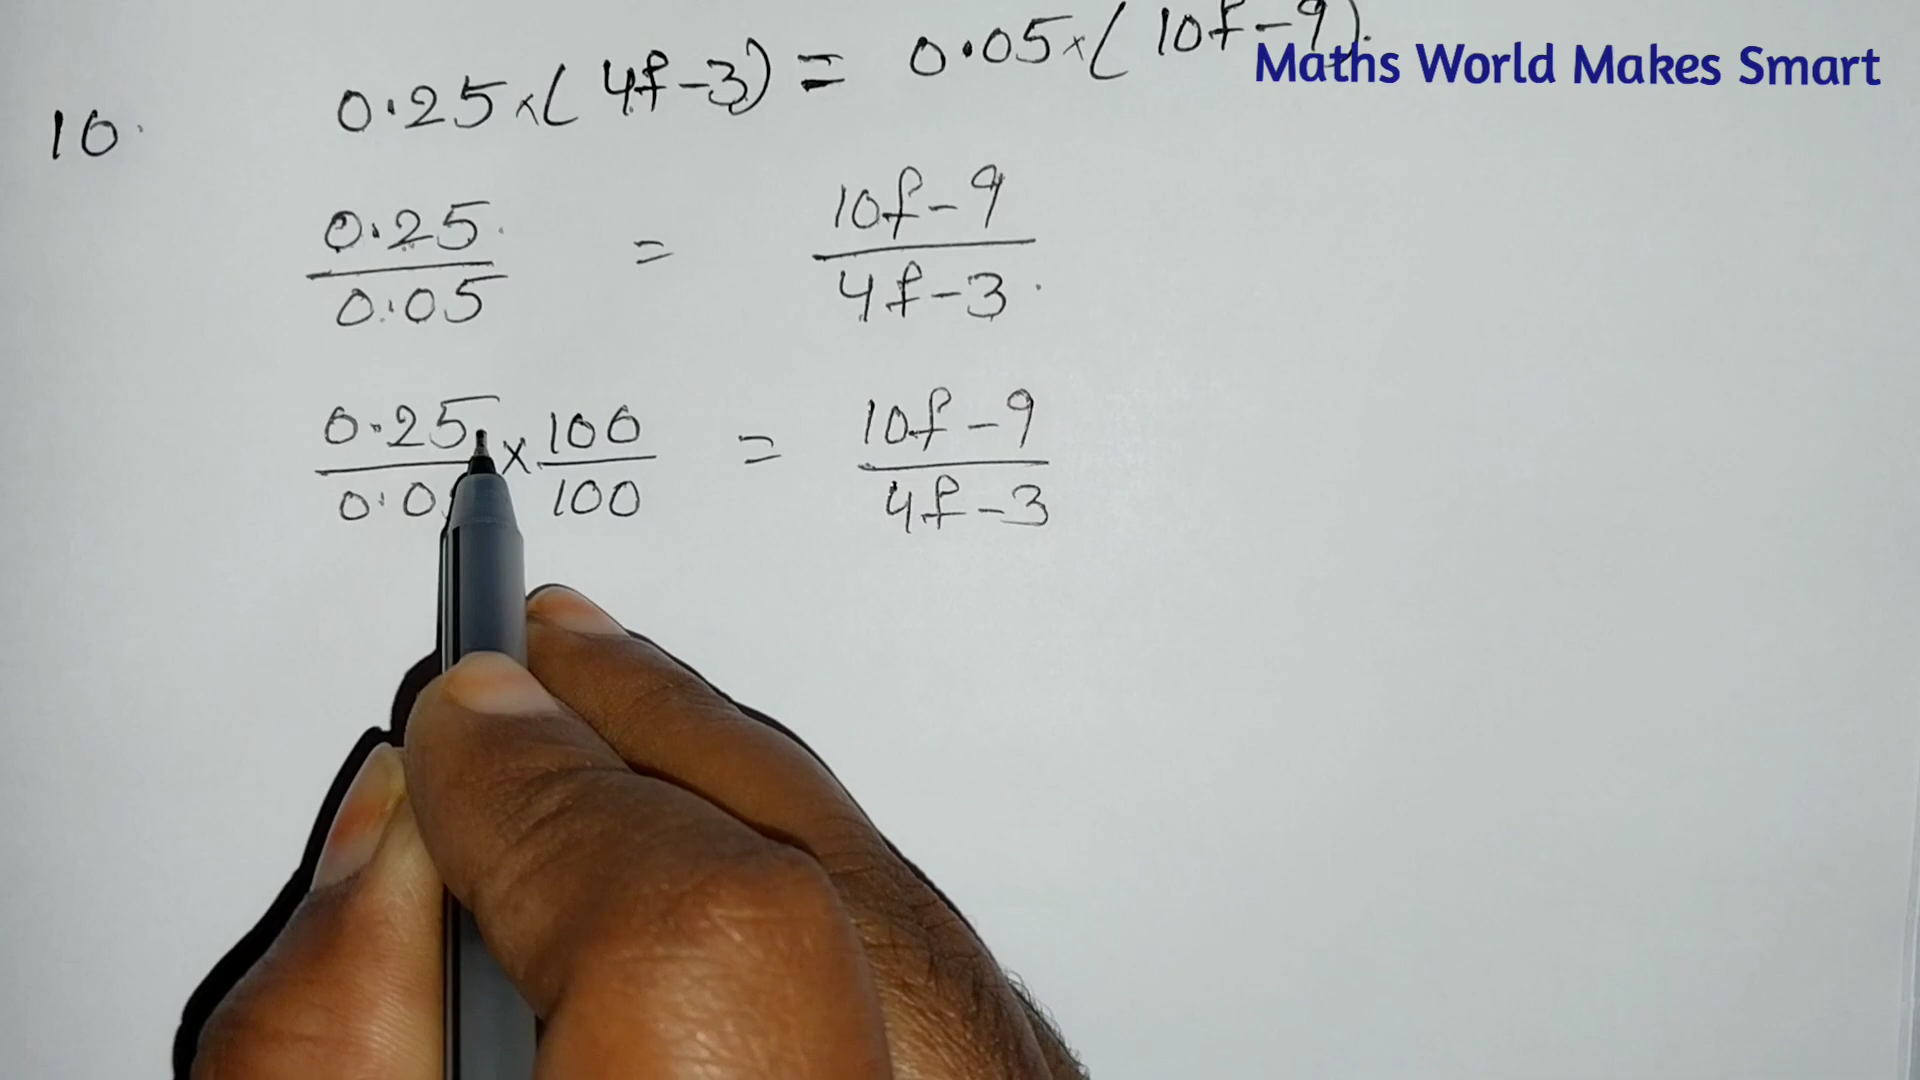 Maths World Makes Smart
10. 0.25×(4f-3) = 0.05×(10f-9).
0.25 / 0.05 = 10f-9 / 4f-3
0.25 / 0.0 × 100 / 100 = 10f-9 / 4f-3